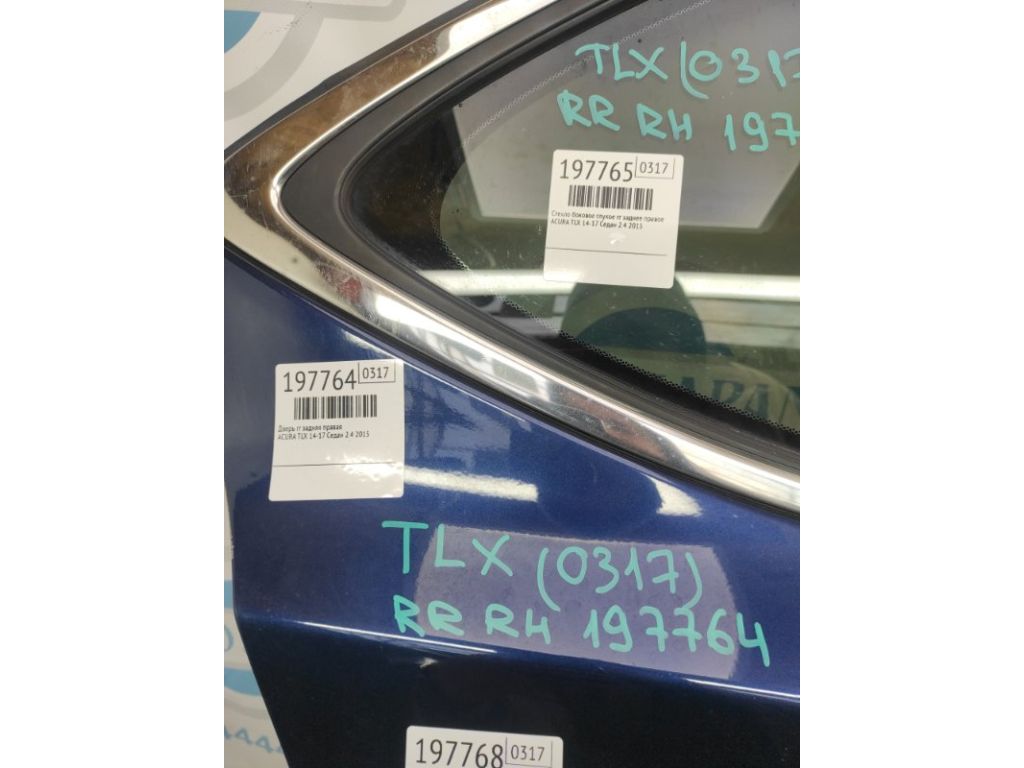 TLX (0317
RR RH 197
197765 0317
Стекло боковое глухое rr заднее правое
ACURA TLX 14-17 Седан 2.4 2015
197764 0317
Дверь rr задняя правая
ACURA TLX 14-17 Седан 2.4 2015
TLX (0317)
RR RH 197764
197768 0317